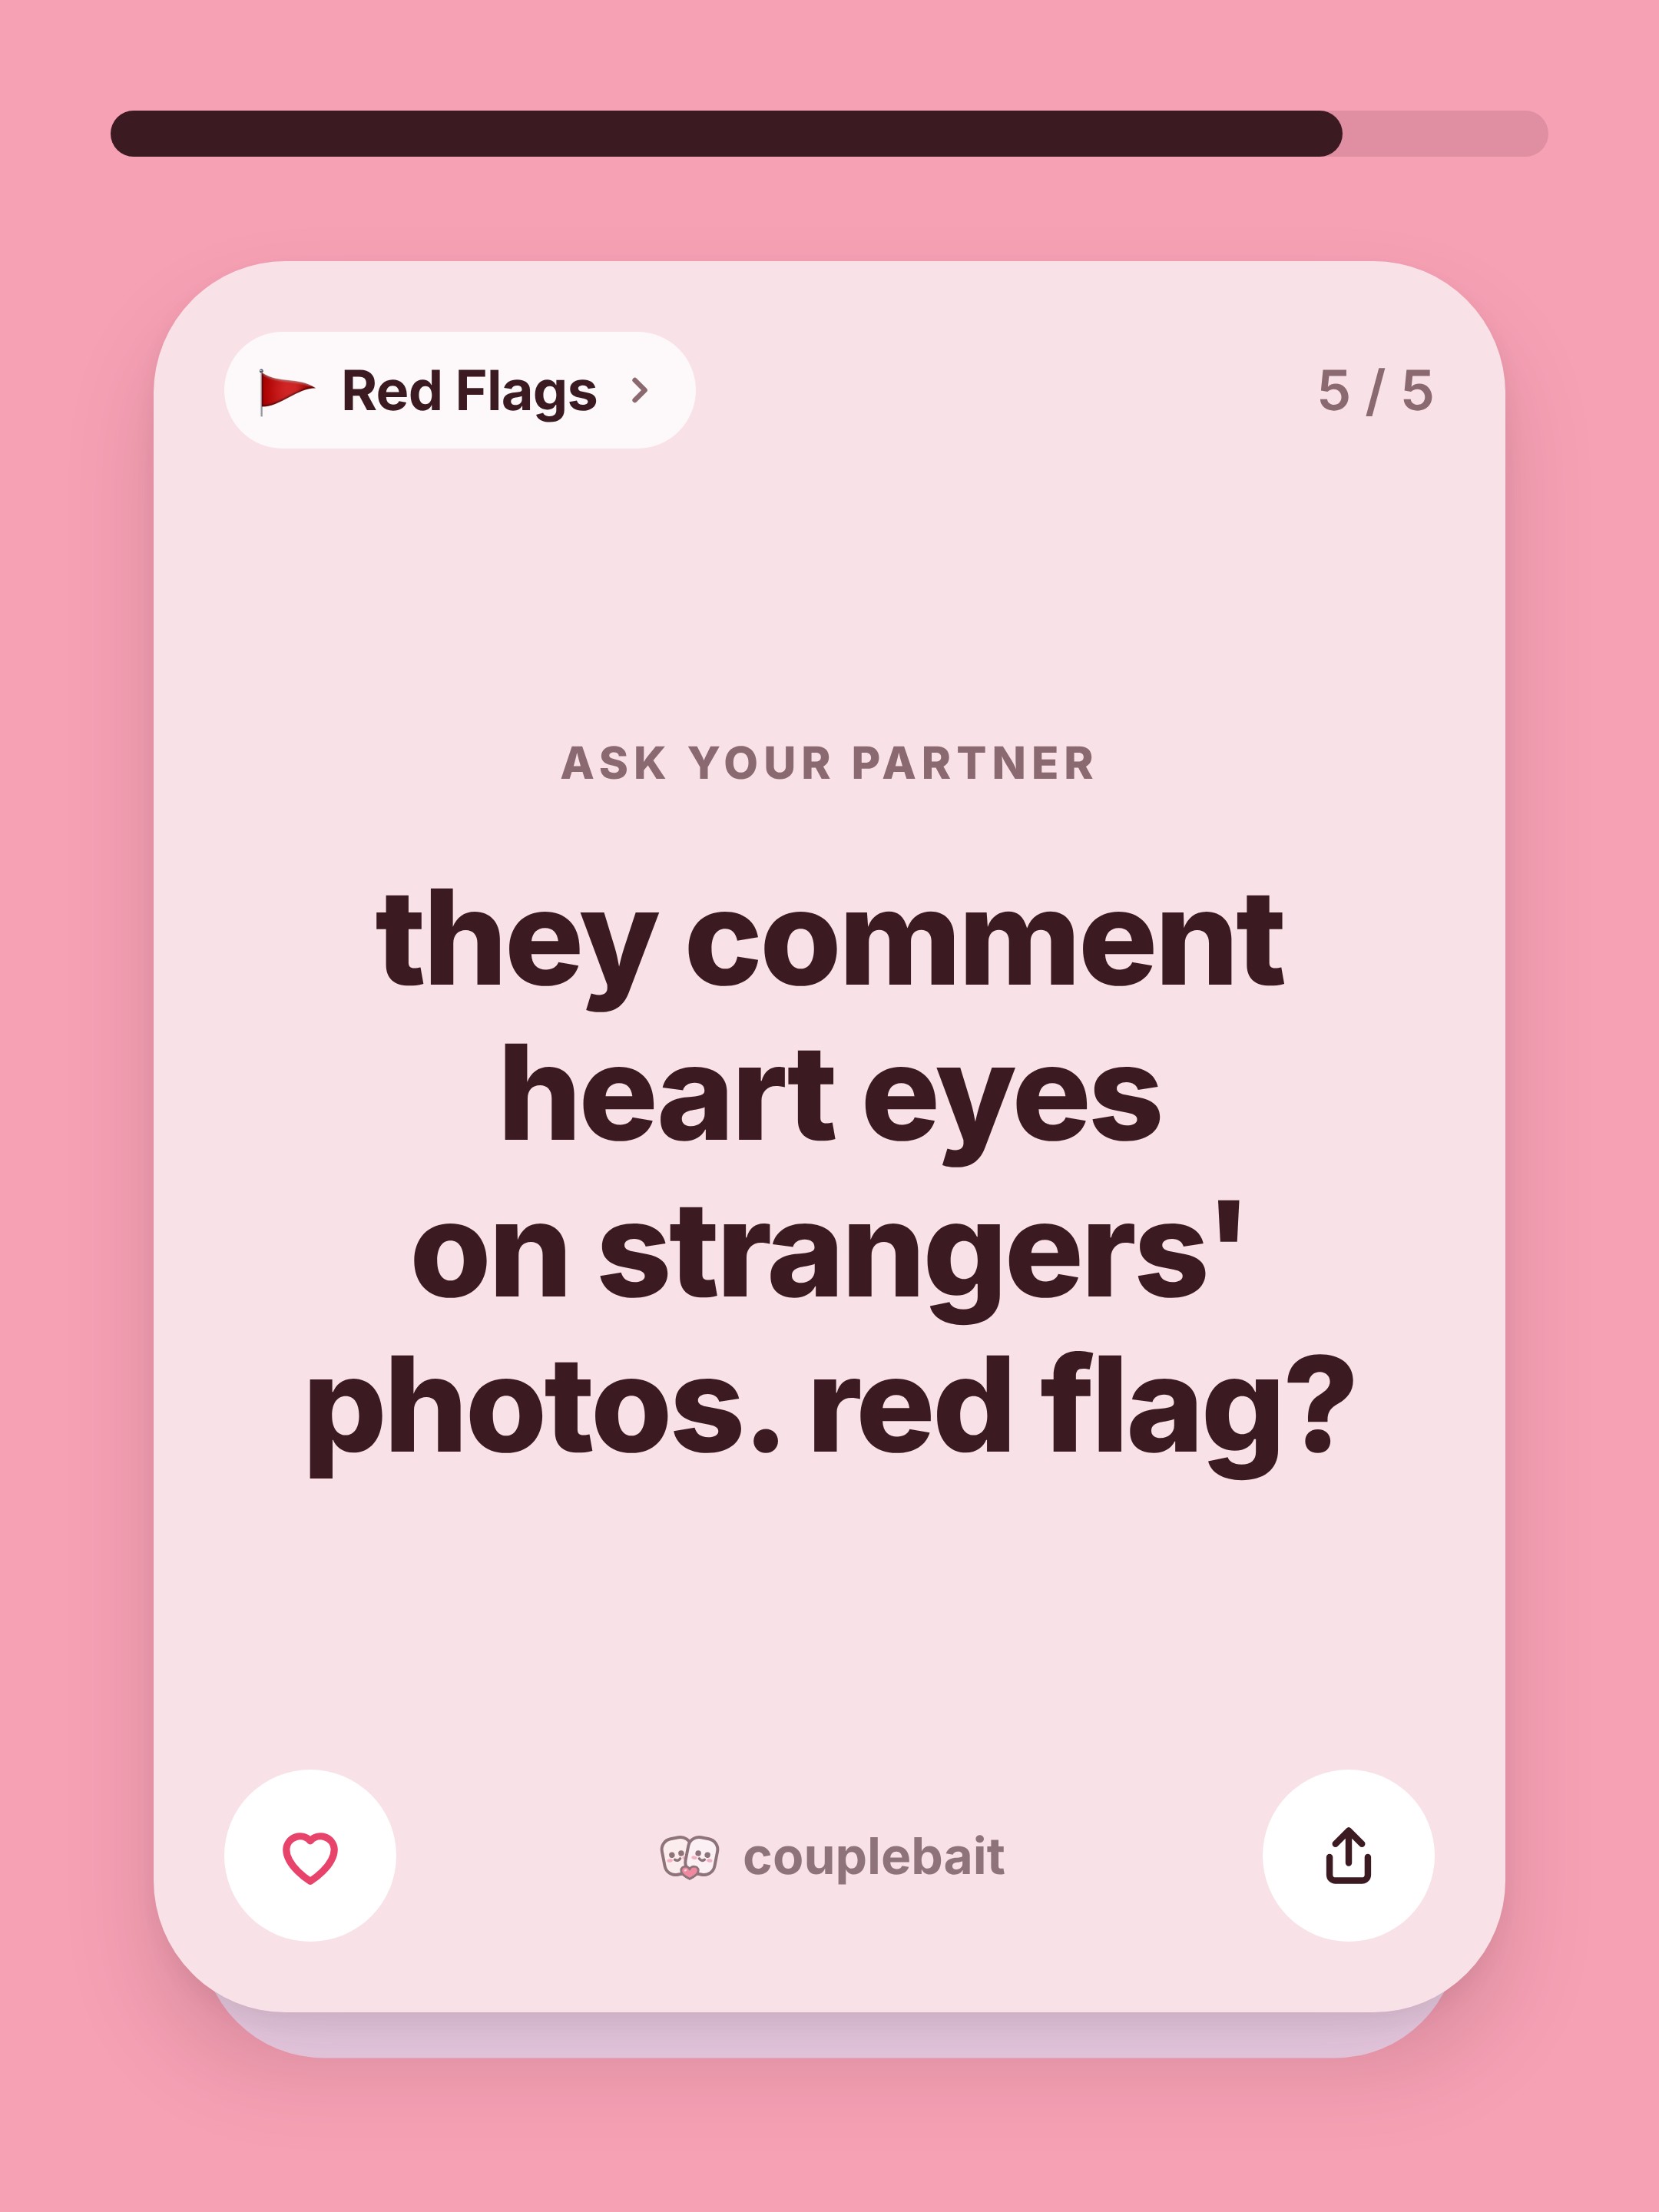 Red Flags
5 / 5
ASK YOUR PARTNER
they comment
heart eyes
on strangers'
photos. red flag?
couplebait